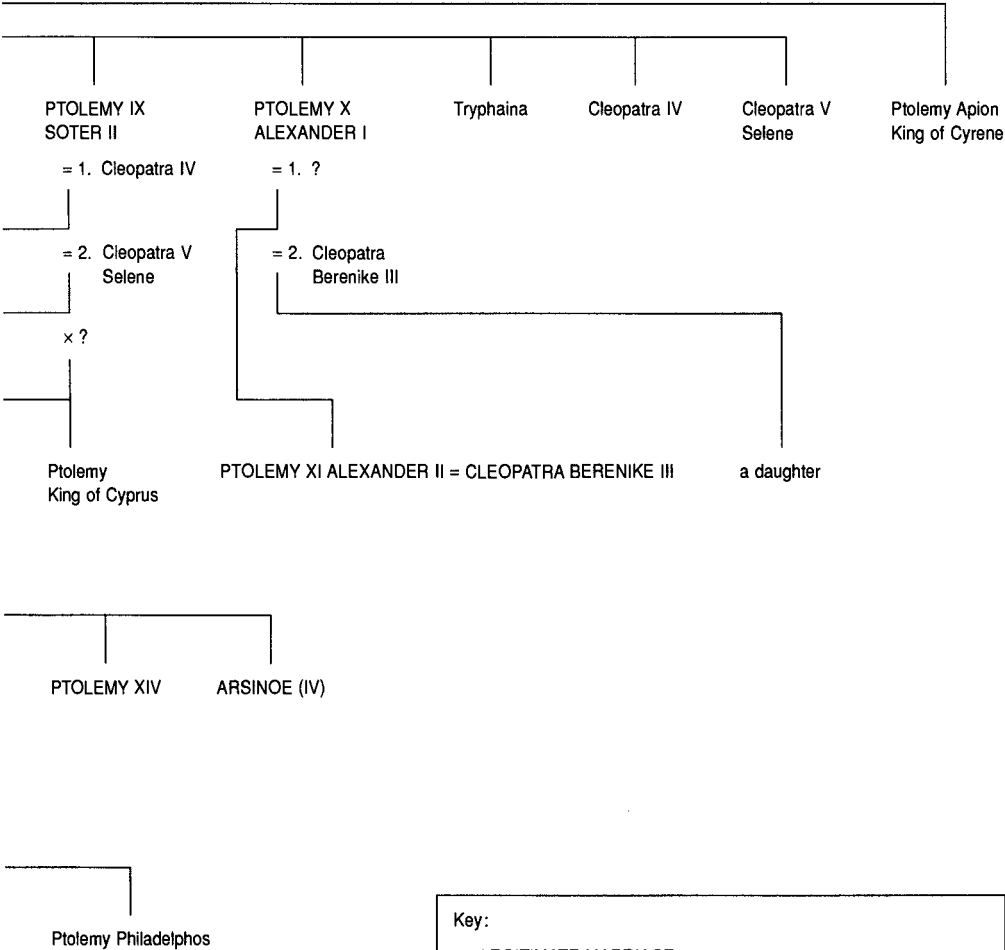 PTOLEMY IX
SOTER II
PTOLEMY X
ALEXANDER I
Tryphaina
Cleopatra IV
Cleopatra V
Selene
Ptolemy Apion
King of Cyrene
= 1. Cleopatra IV
= 1. ?
= 2. Cleopatra V
Selene
= 2. Cleopatra
Berenike III
× ?
Ptolemy
King of Cyprus
PTOLEMY XI ALEXANDER II = CLEOPATRA BERENIKE III
a daughter
PTOLEMY XIV
ARSINOE (IV)
Ptolemy Philadelphos
Key: